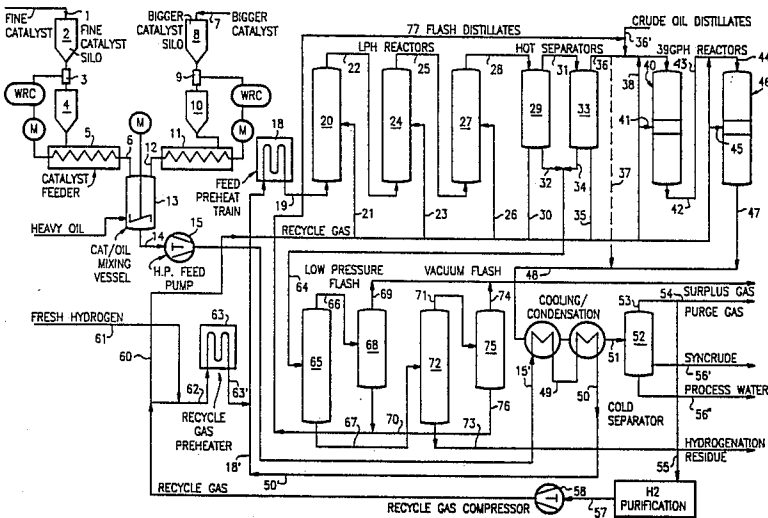 FINE CATALYST
1
2
FINE CATALYST SILO
3
WRC
4
M
5
6
CATALYST FEEDER
BIGGER CATALYST SILO
7
BIGGER CATALYST
8
9
10
WRC
M
11
12
M
13
HEAVY OIL
CAT/OIL MIXING VESSEL
14
15
H.P. FEED PUMP
18
FEED PREHEAT TRAIN
19
77 FLASH DISTILLATES
CRUDE OIL DISTILLATES
36'
LPH REACTORS
HOT SEPARATORS
39GPH REACTORS
20
21
22
23
24
25
26
27
28
29
30
31
32
33
34
35
36
37
38
40
41
42
43
44
45
46
47
48
RECYCLE GAS
FRESH HYDROGEN
61
60
62
63
63'
RECYCLE GAS PREHEATER
18'
LOW PRESSURE FLASH
64
65
66
67
68
69
70
VACUUM FLASH
71
72
73
74
75
76
COOLING/CONDENSATION
15'
49
50
51
52
53
54
COLD SEPARATOR
SURPLUS GAS
PURGE GAS
SYNCRUDE
56'
PROCESS WATER
56"
HYDROGENATION RESIDUE
55
50'
H2 PURIFICATION
57
58
RECYCLE GAS COMPRESSOR
RECYCLE GAS